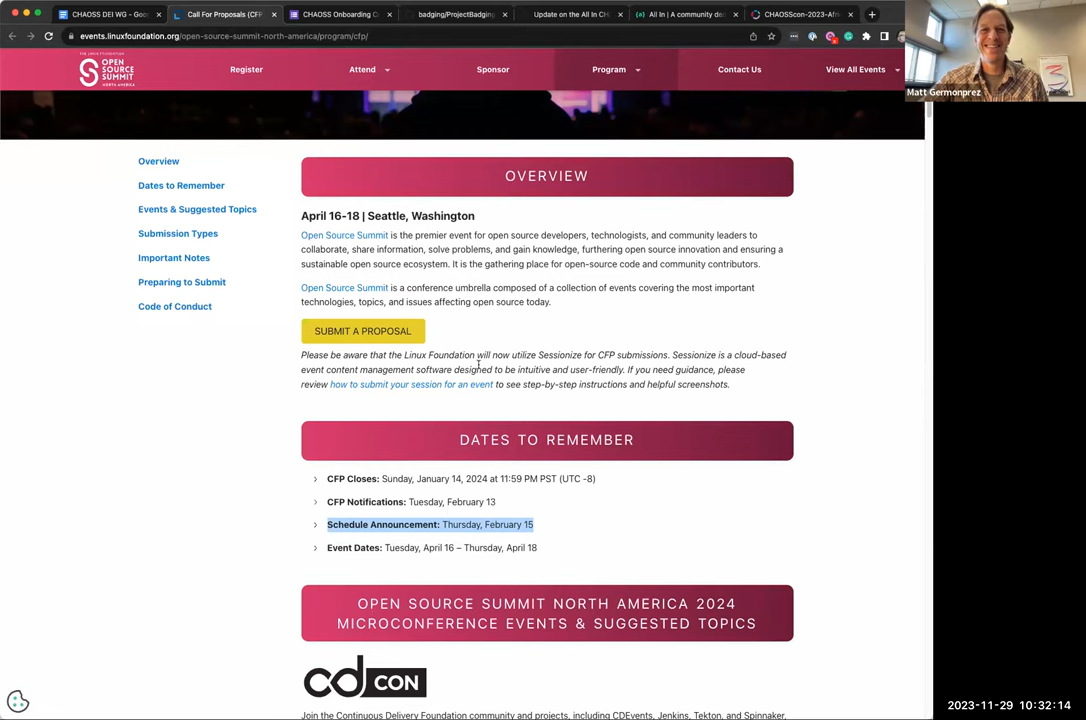 CHAOSS DEI WG - Goo
Call For Proposals (CFP
CHAOSS Onboarding C
badging/ProjectBadging
Update on the All In CH
All In | A community de
CHAOSScon-2023-Afri
events.linuxfoundation.org/open-source-summit-north-america/program/cfp/
THE LINUX FOUNDATION
OPEN
SOURCE
SUMMIT
NORTH AMERICA
Register
Attend
Sponsor
Program
Contact Us
View All Events
Matt Germonprez
Overview
Dates to Remember
Events & Suggested Topics
Submission Types
Important Notes
Preparing to Submit
Code of Conduct
OVERVIEW
April 16-18 | Seattle, Washington
Open Source Summit is the premier event for open source developers, technologists, and community leaders to
collaborate, share information, solve problems, and gain knowledge, furthering open source innovation and ensuring a
sustainable open source ecosystem. It is the gathering place for open-source code and community contributors.
Open Source Summit is a conference umbrella composed of a collection of events covering the most important
technologies, topics, and issues affecting open source today.
SUBMIT A PROPOSAL
Please be aware that the Linux Foundation will now utilize Sessionize for CFP submissions. Sessionize is a cloud-based
event content management software designed to be intuitive and user-friendly. If you need guidance, please
review how to submit your session for an event to see step-by-step instructions and helpful screenshots.
DATES TO REMEMBER
CFP Closes: Sunday, January 14, 2024 at 11:59 PM PST (UTC -8)
CFP Notifications: Tuesday, February 13
Schedule Announcement: Thursday, February 15
Event Dates: Tuesday, April 16 – Thursday, April 18
OPEN SOURCE SUMMIT NORTH AMERICA 2024
MICROCONFERENCE EVENTS & SUGGESTED TOPICS
cd CON
Join the Continuous Delivery Foundation community and projects, including CDEvents, Jenkins, Tekton, and Spinnaker,
2023-11-29 10:32:14